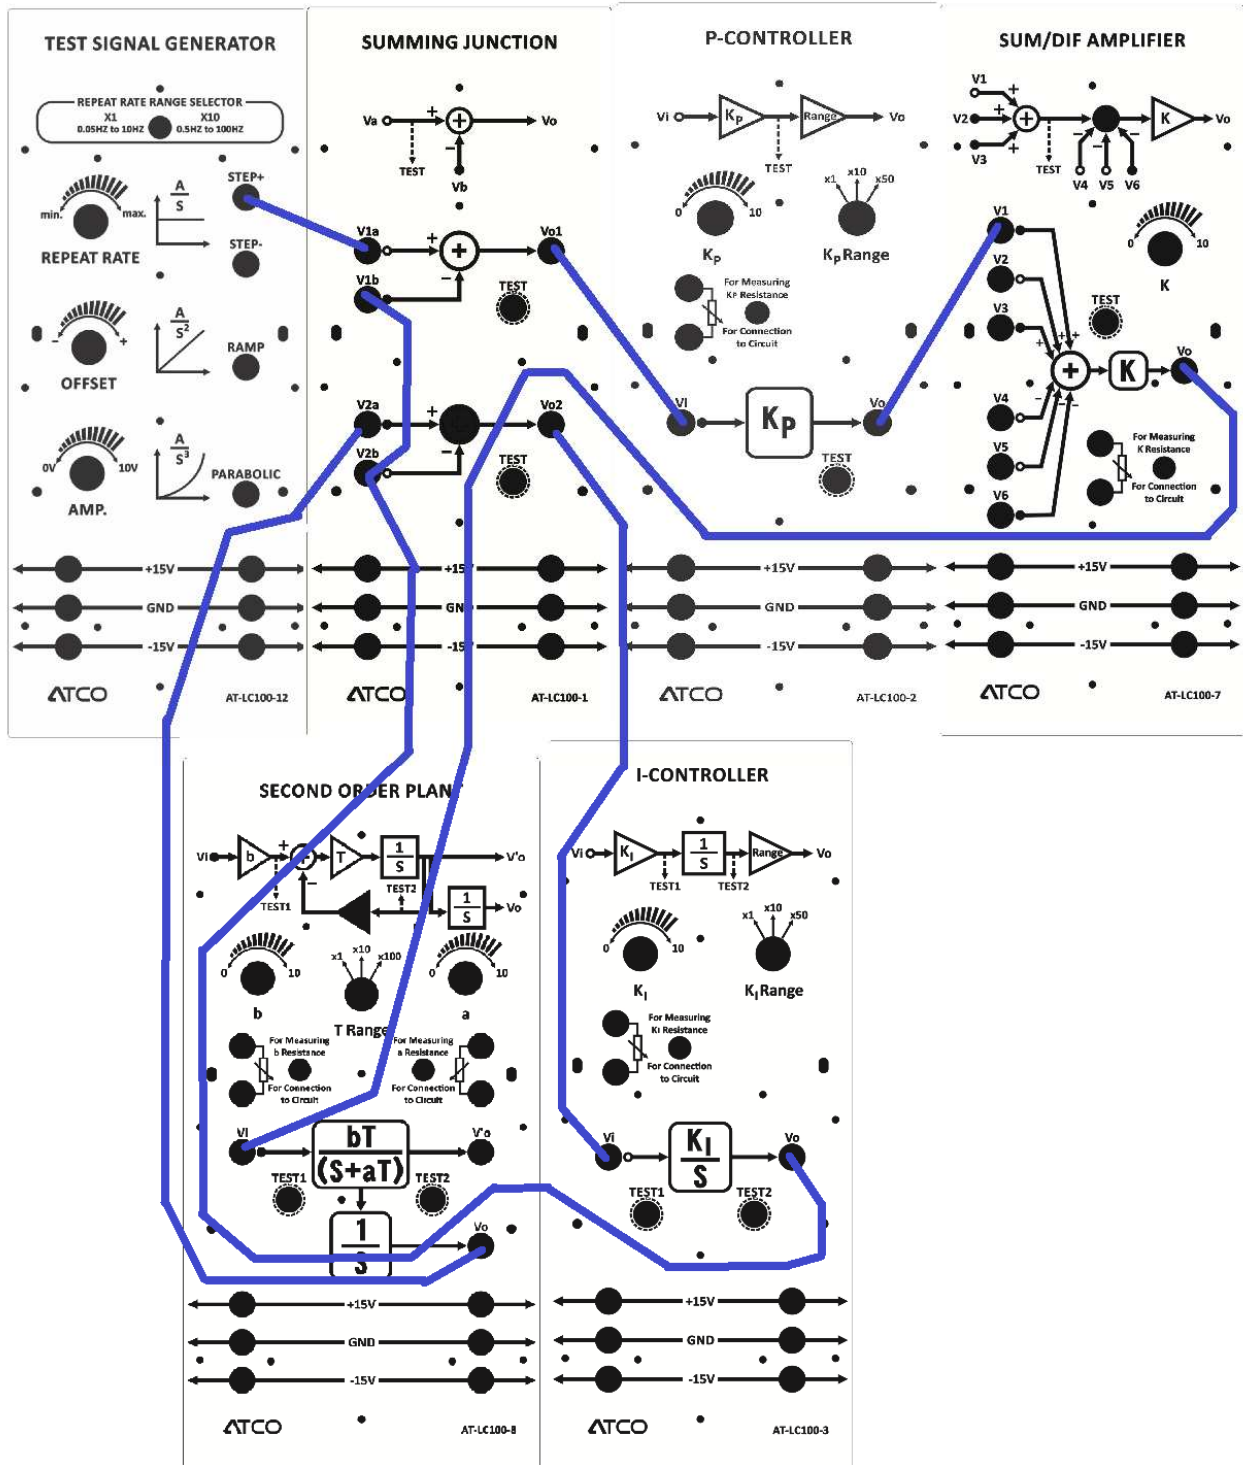 TEST SIGNAL GENERATOR
REPEAT RATE RANGE SELECTOR
X1 X10
0.05HZ to 10HZ 0.5HZ to 100HZ
min. max.
REPEAT RATE
A
S
STEP+
STEP-
- +
OFFSET
A
S²
RAMP
0V 10V
AMP.
A
S³
PARABOLIC
+15V
GND
-15V
ATCO AT-LC100-12
SUMMING JUNCTION
Va + Vo
TEST
-
Vb
V1a + Vo1
V1b -
TEST
V2a + Vo2
V2b -
TEST
+15V
GND
-15V
ATCO AT-LC100-1
P-CONTROLLER
Vi KP Range Vo
TEST
0 10
KP
x1 x10 x50
KP Range
For Measuring
KP Resistance
For Connection
to Circuit
Vi KP Vo
TEST
+15V
GND
-15V
ATCO AT-LC100-2
SUM/DIF AMPLIFIER
V1
V2 + K Vo
V3
TEST
V4 V5 V6
V1
V2
V3
0 10
K
TEST
+ K Vo
V4
V5
V6
For Measuring
K Resistance
For Connection
to Circuit
+15V
GND
-15V
ATCO AT-LC100-7
SECOND ORDER PLANT
Vi b + T 1 V'o
S
TEST1 TEST2
1 Vo
S
0 10
b
x1 x10 x100
T Range
0 10
a
For Measuring
b Resistance
For Connection
to Circuit
For Measuring
a Resistance
For Connection
to Circuit
Vi bT V'o
(S+aT)
TEST1 TEST2
1 Vo
S
+15V
GND
-15V
ATCO AT-LC100-8
I-CONTROLLER
Vi KI 1 Range Vo
S
TEST1 TEST2
0 10
KI
x1 x10 x50
KI Range
For Measuring
KI Resistance
For Connection
to Circuit
Vi KI Vo
S
TEST1 TEST2
+15V
GND
-15V
ATCO AT-LC100-3